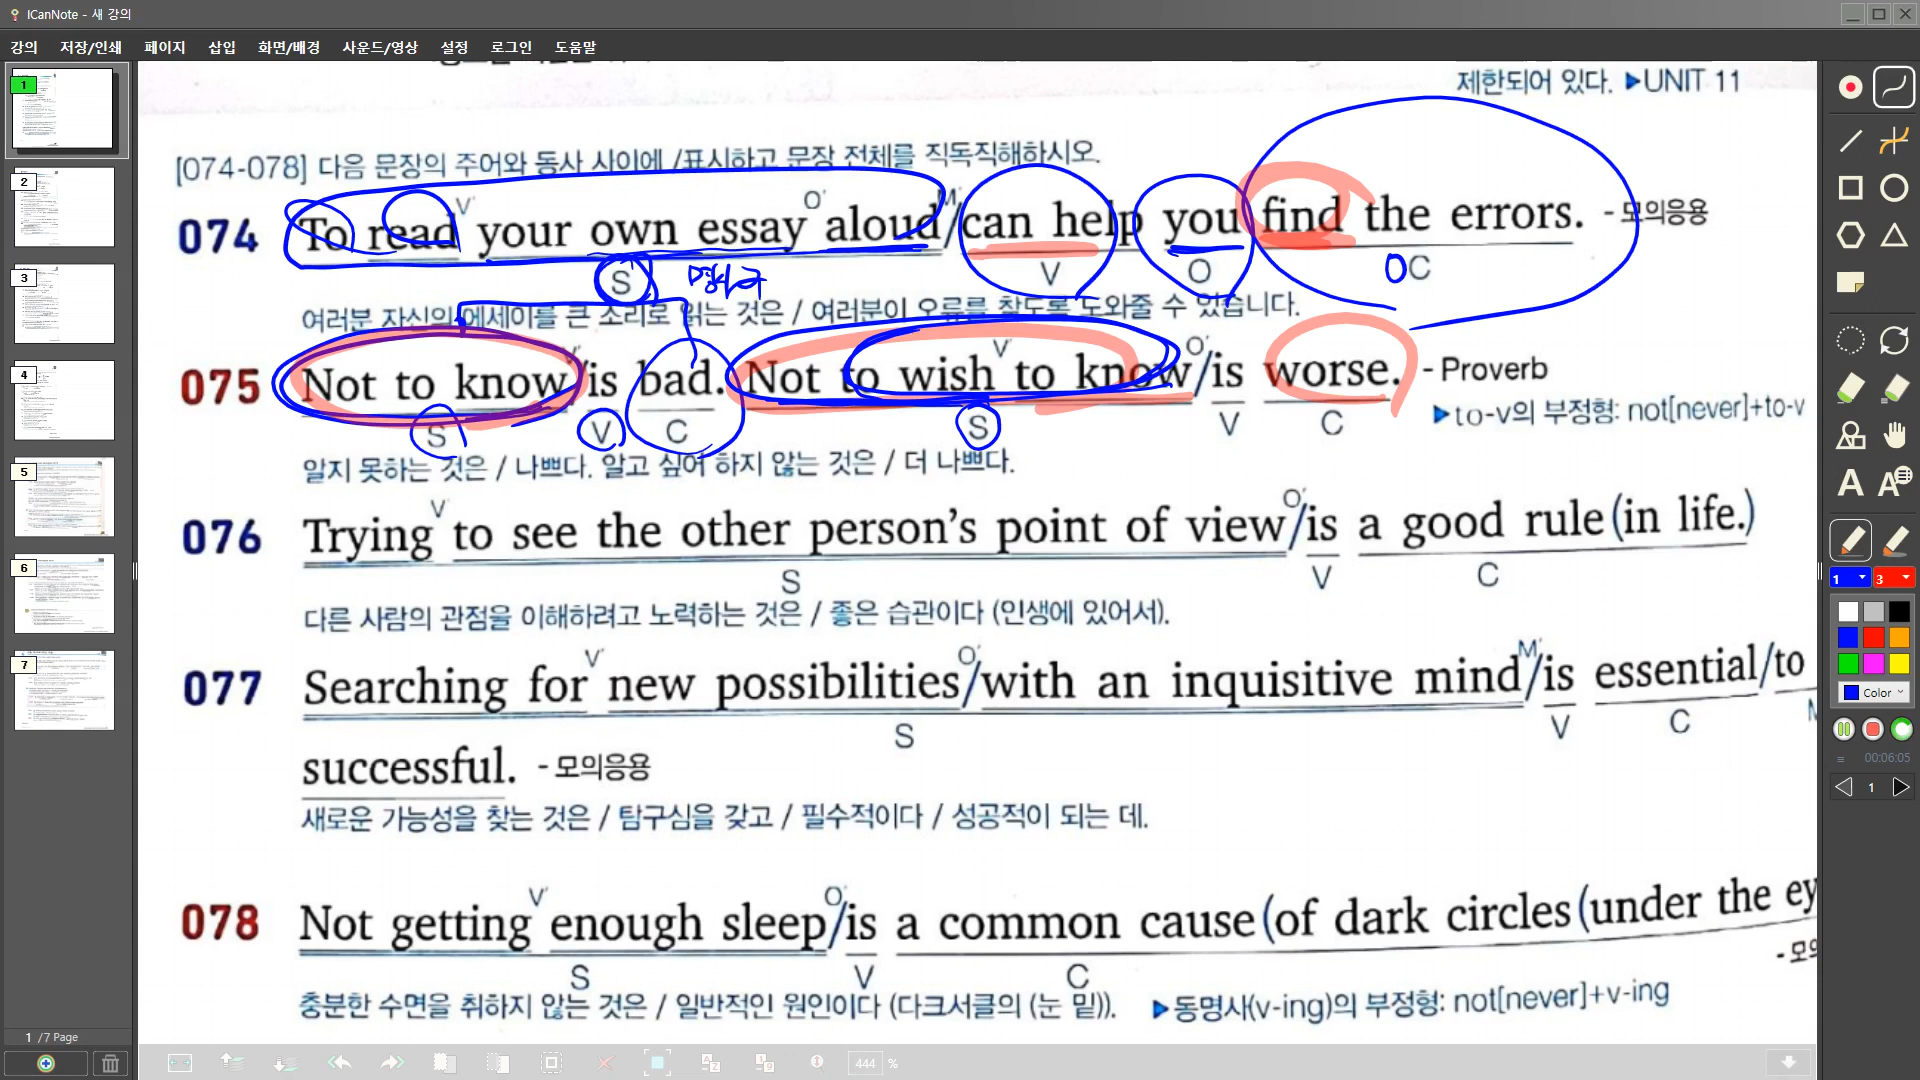 ICanNote - 새 강의
강의 저장/인쇄 페이지 삽입 화면/배경 사운드/영상 설정 로그인 도움말
제한되어 있다. ▶UNIT 11
[074-078] 다음 문장의 주어와 동사 사이에 /표시하고 문장 전체를 직독직해하시오.
V' O' M'
074 To read your own essay aloud/can help you find the errors. - 모의응용
S 명사구 V O OC
여러분 자신의 에세이를 큰 소리로 읽는 것은 / 여러분이 오류를 찾도록 도와줄 수 있습니다.
V' V' O'
075 Not to know/is bad. Not to wish to know/is worse. - Proverb
S V C S V C ▶to-v의 부정형: not[never]+to-v
알지 못하는 것은 / 나쁘다. 알고 싶어 하지 않는 것은 / 더 나쁘다.
V' O'
076 Trying to see the other person's point of view/is a good rule (in life.)
S V C
다른 사람의 관점을 이해하려고 노력하는 것은 / 좋은 습관이다 (인생에 있어서).
V' O' M'
077 Searching for new possibilities/with an inquisitive mind/is essential/to
S V C
successful. - 모의응용
새로운 가능성을 찾는 것은 / 탐구심을 갖고 / 필수적이다 / 성공적이 되는 데.
V' O'
078 Not getting enough sleep/is a common cause (of dark circles (under the ey
- 모의
S V C
충분한 수면을 취하지 않는 것은 / 일반적인 원인이다 (다크서클의 (눈 밑)). ▶동명사(v-ing)의 부정형: not[never]+v-ing
1
2
3
4
5
6
7
1 /7 Page
444 %
A A
1 3
Color
00:06:05
1